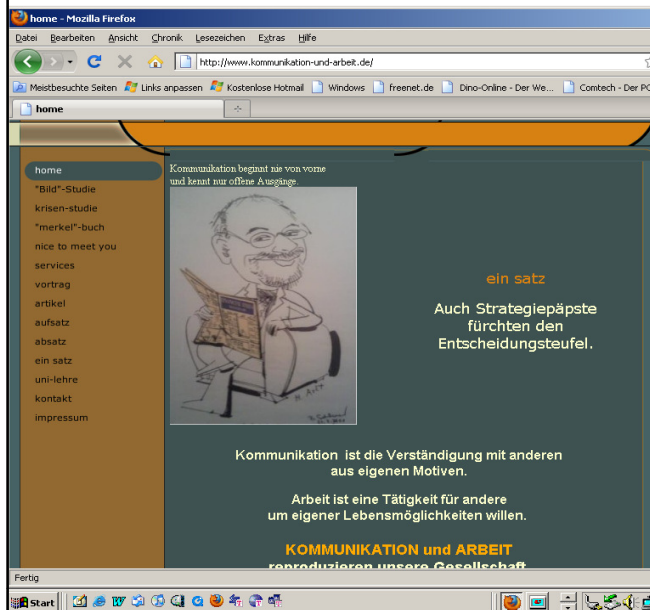 home - Mozilla Firefox
Datei Bearbeiten Ansicht Chronik Lesezeichen Extras Hilfe
http://www.kommunikation-und-arbeit.de/
Meistbesuchte Seiten Links anpassen Kostenlose Hotmail Windows freenet.de Dino-Online - Der We... Comtech - Der PC
home
home
"Bild"-Studie
krisen-studie
"merkel"-buch
nice to meet you
services
vortrag
artikel
aufsatz
absatz
ein satz
uni-lehre
kontakt
impressum
Kommunikation beginnt nie von vorne
und kennt nur offene Ausgänge.
ein satz
Auch Strategiepäpste
fürchten den
Entscheidungsteufel.
Kommunikation ist die Verständigung mit anderen
aus eigenen Motiven.
Arbeit ist eine Tätigkeit für andere
um eigener Lebensmöglichkeiten willen.
KOMMUNIKATION und ARBEIT
reproduzieren unsere Gesellschaft
Fertig
Start